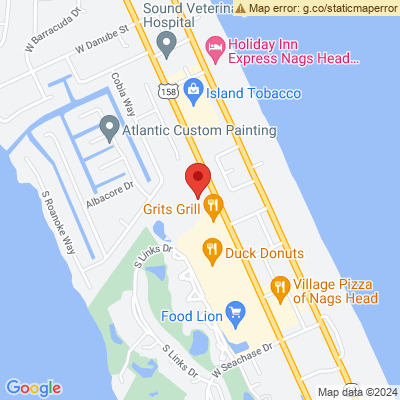 Map error: g.co/staticmaperror
Sound Veterina
Hospital
W Barracuda Dr
W Danube St
Holiday Inn
Express Nags Head...
Cobia Way
158
Island Tobacco
Atlantic Custom Painting
Albacore Dr
S Roanoke Way
Grits Grill
S Links Dr
Duck Donuts
Village Pizza
of Nags Head
Food Lion
S Links Dr
W Seachase Dr
Google
Map data ©2024